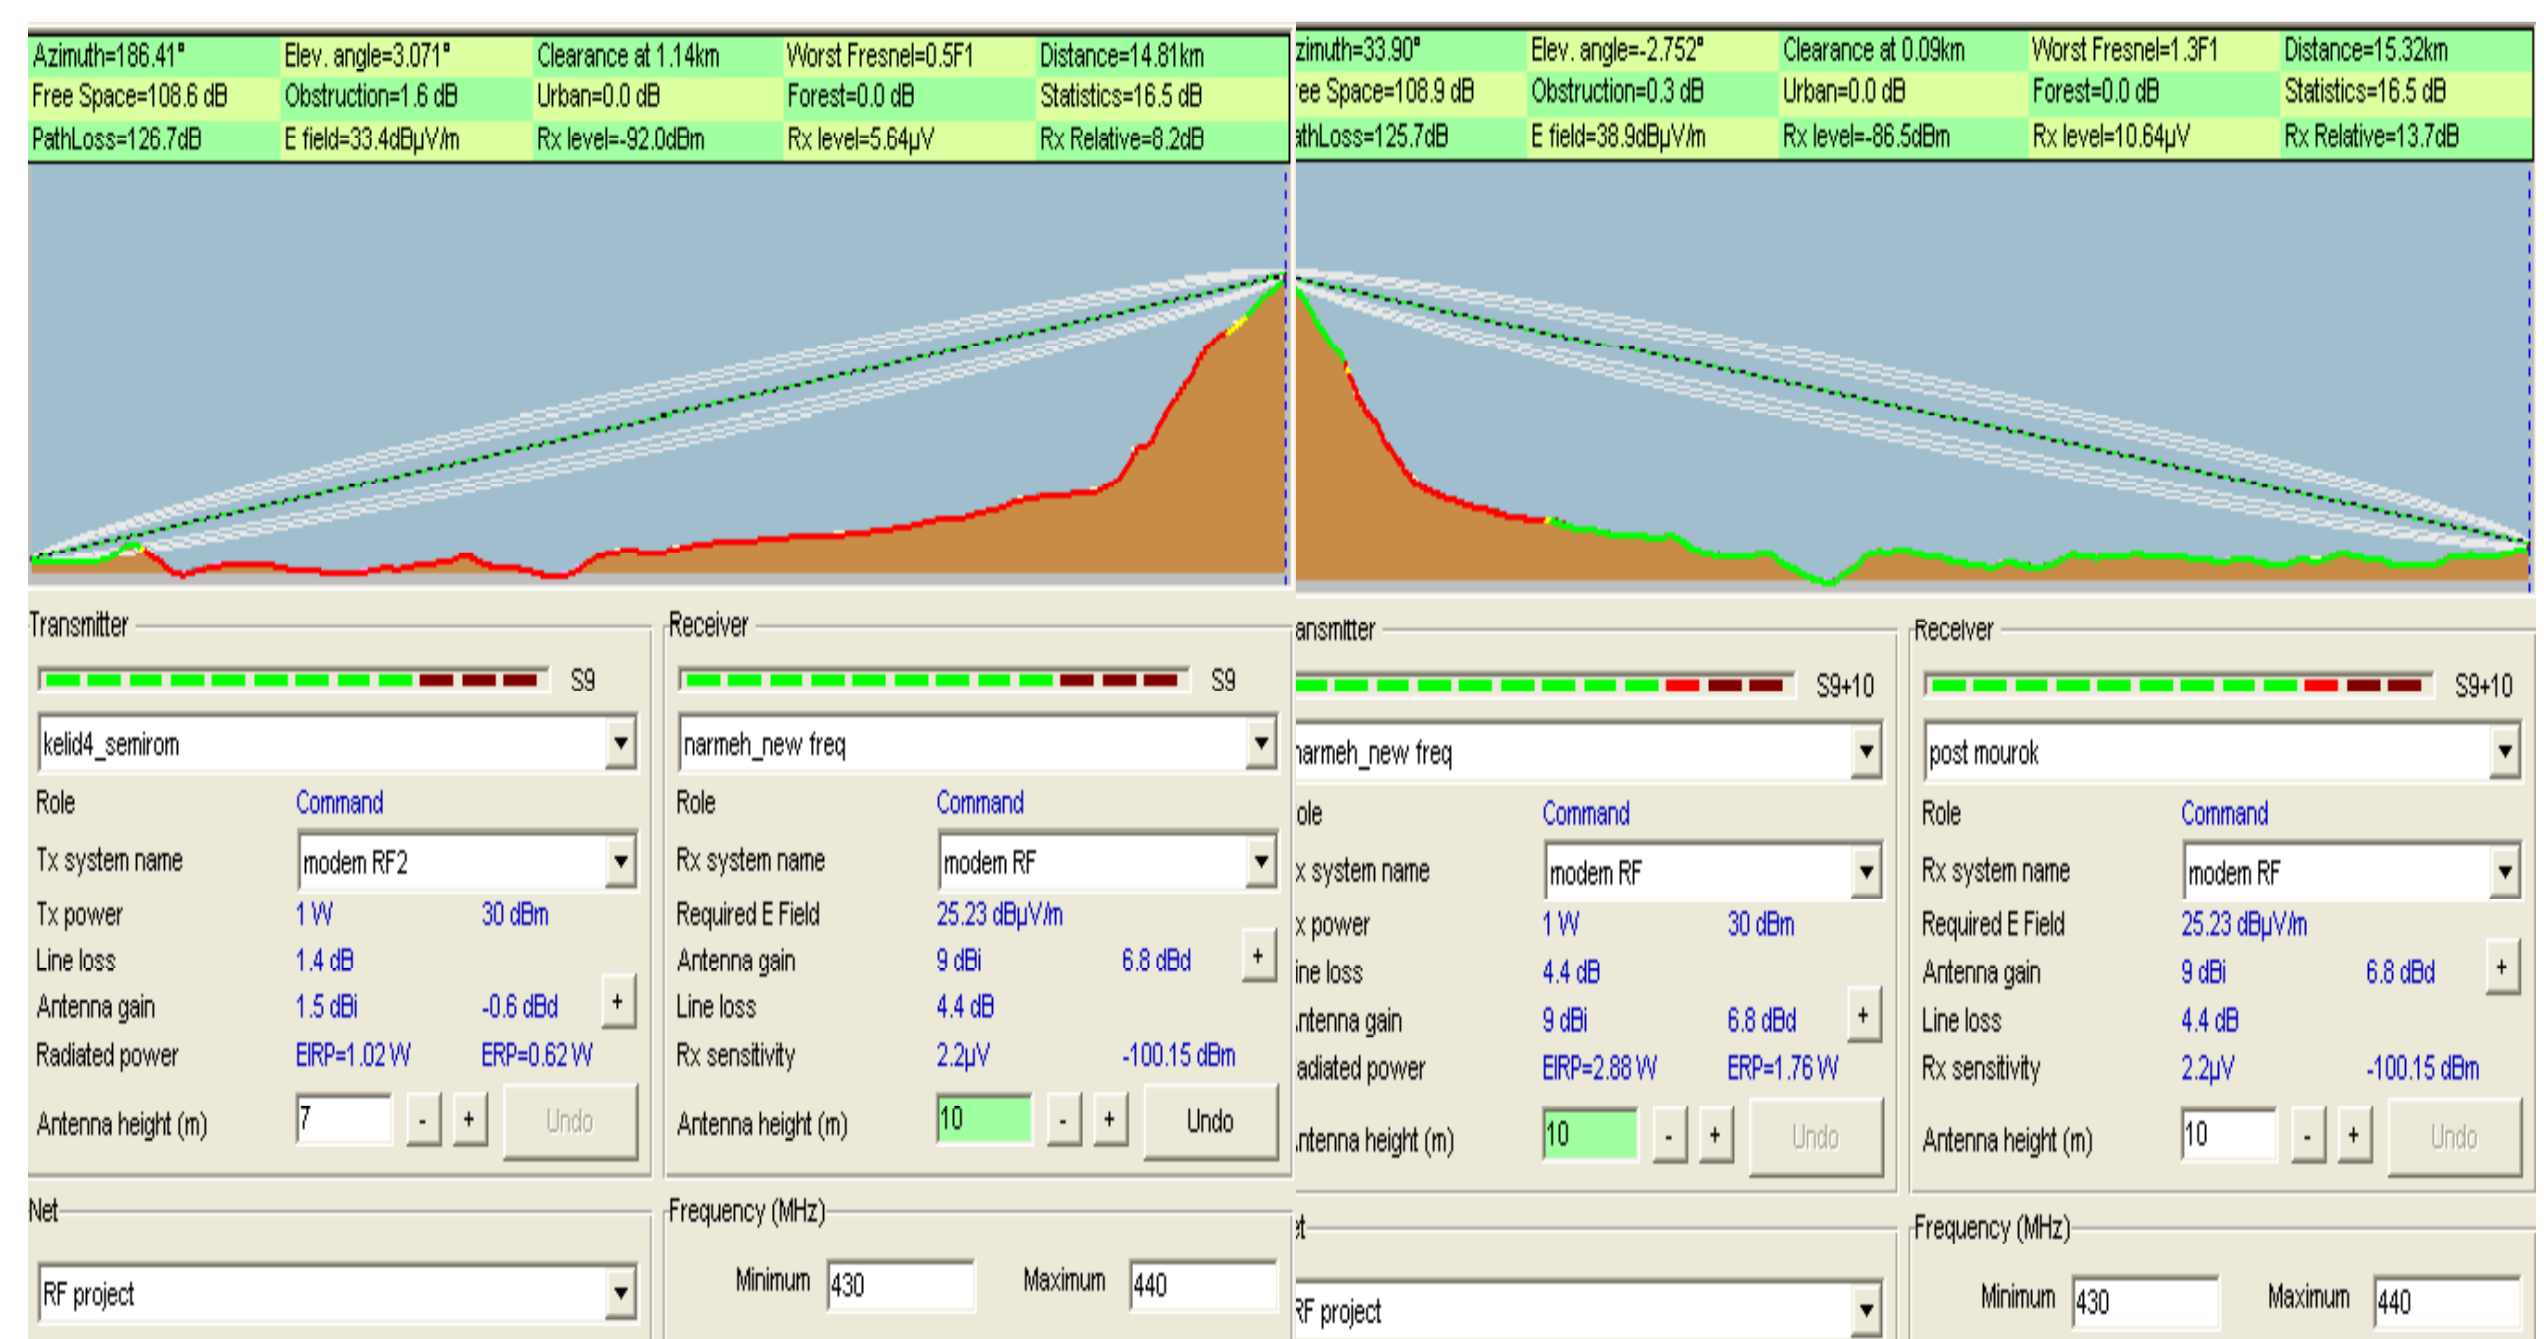 Azimuth=186.41° Elev. angle=3.071° Clearance at 1.14km Worst Fresnel=0.5F1 Distance=14.81km
Free Space=108.6 dB Obstruction=1.6 dB Urban=0.0 dB Forest=0.0 dB Statistics=16.5 dB
PathLoss=126.7dB E field=33.4dBµV/m Rx level=-92.0dBm Rx level=5.64µV Rx Relative=8.2dB
Transmitter
S9
kelid4_semirom
Role Command
Tx system name modem RF2
Tx power 1 W 30 dBm
Line loss 1.4 dB
Antenna gain 1.5 dBi -0.6 dBd +
Radiated power EIRP=1.02 W ERP=0.62 W
Antenna height (m) 7 - + Undo
Net
RF project
Receiver
S9
narmeh_new freq
Role Command
Rx system name modem RF
Required E Field 25.23 dBµV/m
Antenna gain 9 dBi 6.8 dBd +
Line loss 4.4 dB
Rx sensitivity 2.2µV -100.15 dBm
Antenna height (m) 10 - + Undo
Frequency (MHz)
Minimum 430 Maximum 440
zimuth=33.90° Elev. angle=-2.752° Clearance at 0.09km Worst Fresnel=1.3F1 Distance=15.32km
ee Space=108.9 dB Obstruction=0.3 dB Urban=0.0 dB Forest=0.0 dB Statistics=16.5 dB
athLoss=125.7dB E field=38.9dBµV/m Rx level=-86.5dBm Rx level=10.64µV Rx Relative=13.7dB
ansmitter
S9+10
narmeh_new freq
ole Command
x system name modem RF
x power 1 W 30 dBm
ine loss 4.4 dB
ntenna gain 9 dBi 6.8 dBd +
adiated power EIRP=2.88 W ERP=1.76 W
ntenna height (m) 10 - + Undo
et
RF project
Receiver
S9+10
post mourok
Role Command
Rx system name modem RF
Required E Field 25.23 dBµV/m
Antenna gain 9 dBi 6.8 dBd +
Line loss 4.4 dB
Rx sensitivity 2.2µV -100.15 dBm
Antenna height (m) 10 - + Undo
Frequency (MHz)
Minimum 430 Maximum 440